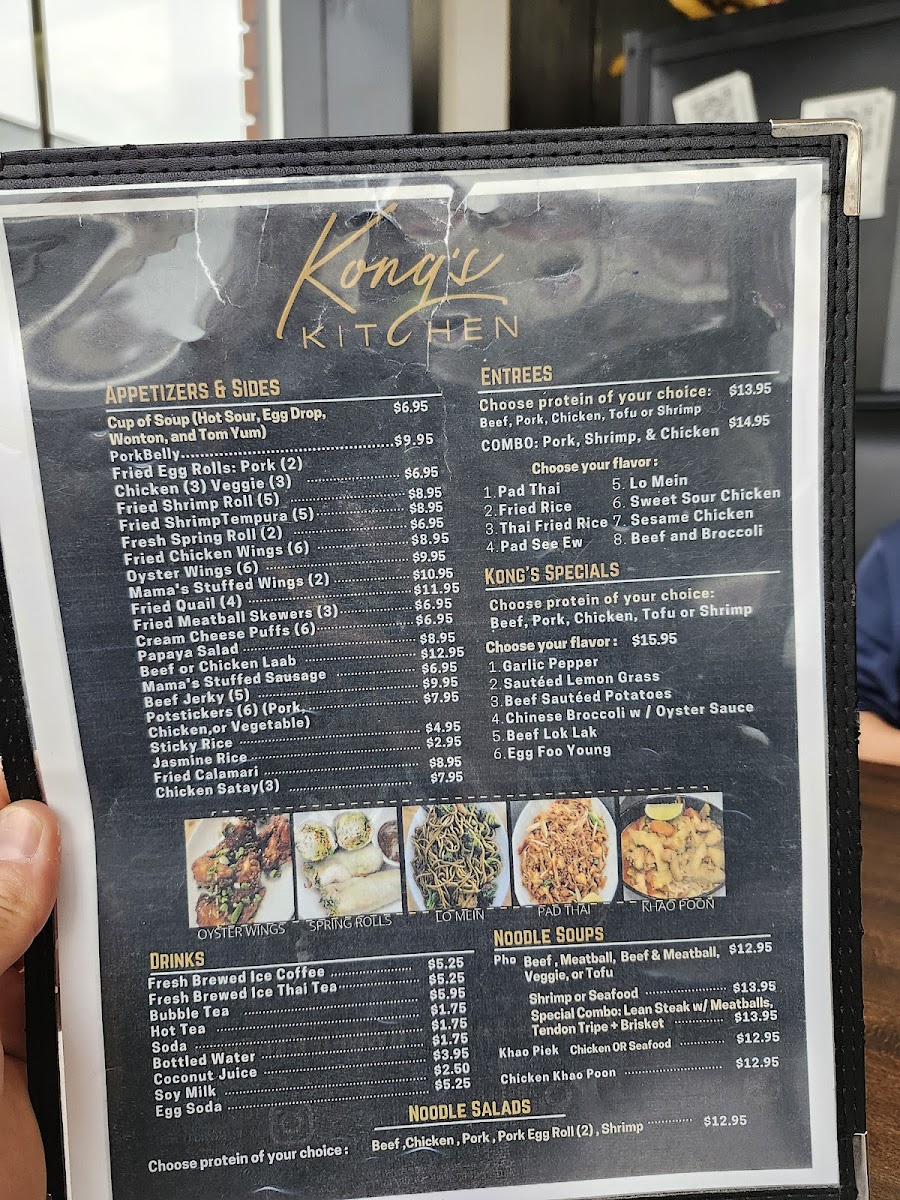 Kong's
KITCHEN
APPETIZERS & SIDES
Cup of Soup (Hot Sour, Egg Drop, $6.95
Wonton, and Tom Yum)
PorkBelly $9.95
Fried Egg Rolls: Pork (2)
Chicken (3) Veggie (3) $6.95
Fried Shrimp Roll (5) $8.95
Fried ShrimpTempura (5) $8.95
Fresh Spring Roll (2) $6.95
Fried Chicken Wings (6) $8.95
Oyster Wings (6) $9.95
Mama's Stuffed Wings (2) $10.95
Fried Quail (4) $11.95
Fried Meatball Skewers (3) $6.95
Cream Cheese Puffs (6) $6.95
Papaya Salad $8.95
Beef or Chicken Laab $12.95
Mama's Stuffed Sausage $6.95
Beef Jerky (5) $9.95
Potstickers (6) (Pork, $7.95
Chicken,or Vegetable)
Sticky Rice $4.95
Jasmine Rice $2.95
Fried Calamari $8.95
Chicken Satay(3) $7.95
ENTREES
Choose protein of your choice: $13.95
Beef, Pork, Chicken, Tofu or Shrimp
COMBO: Pork, Shrimp, & Chicken $14.95
Choose your flavor:
1. Pad Thai
2. Fried Rice
3. Thai Fried Rice
4. Pad See Ew
5. Lo Mein
6. Sweet Sour Chicken
7. Sesame Chicken
8. Beef and Broccoli
KONG'S SPECIALS
Choose protein of your choice:
Beef, Pork, Chicken, Tofu or Shrimp
Choose your flavor: $15.95
1. Garlic Pepper
2. Sautéed Lemon Grass
3. Beef Sautéed Potatoes
4. Chinese Broccoli w / Oyster Sauce
5. Beef Lok Lak
6. Egg Foo Young
OYSTER WINGS
SPRING ROLLS
LO MEIN
PAD THAI
KHAO POON
DRINKS
Fresh Brewed Ice Coffee $5.25
Fresh Brewed Ice Thai Tea $5.25
Bubble Tea $5.95
Hot Tea $1.75
Soda $1.75
Bottled Water $1.75
Coconut Juice $3.95
Soy Milk $2.50
Egg Soda $5.25
NOODLE SOUPS
Pho Beef, Meatball, Beef & Meatball, $12.95
Veggie, or Tofu
Shrimp or Seafood $13.95
Special Combo: Lean Steak w/ Meatballs,
Tendon Tripe + Brisket $13.95
Khao Piek Chicken OR Seafood $12.95
Chicken Khao Poon $12.95
NOODLE SALADS
Choose protein of your choice: Beef ,Chicken , Pork , Pork Egg Roll (2) , Shrimp $12.95